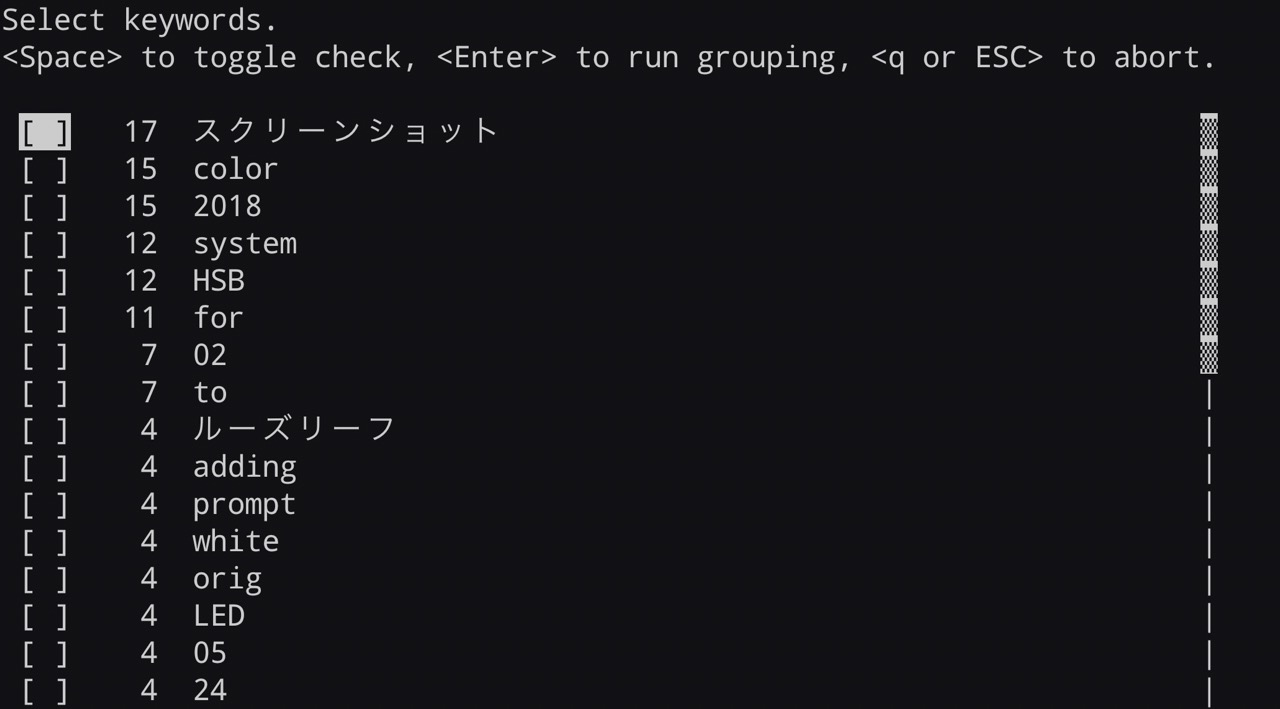 Select keywords.
<Space> to toggle check, <Enter> to run grouping, <q or ESC> to abort.
[ ] 17 スクリーンショット
[ ] 15 color
[ ] 15 2018
[ ] 12 system
[ ] 12 HSB
[ ] 11 for
[ ] 7 02
[ ] 7 to
[ ] 4 ルーズリーフ
[ ] 4 adding
[ ] 4 prompt
[ ] 4 white
[ ] 4 orig
[ ] 4 LED
[ ] 4 05
[ ] 4 24